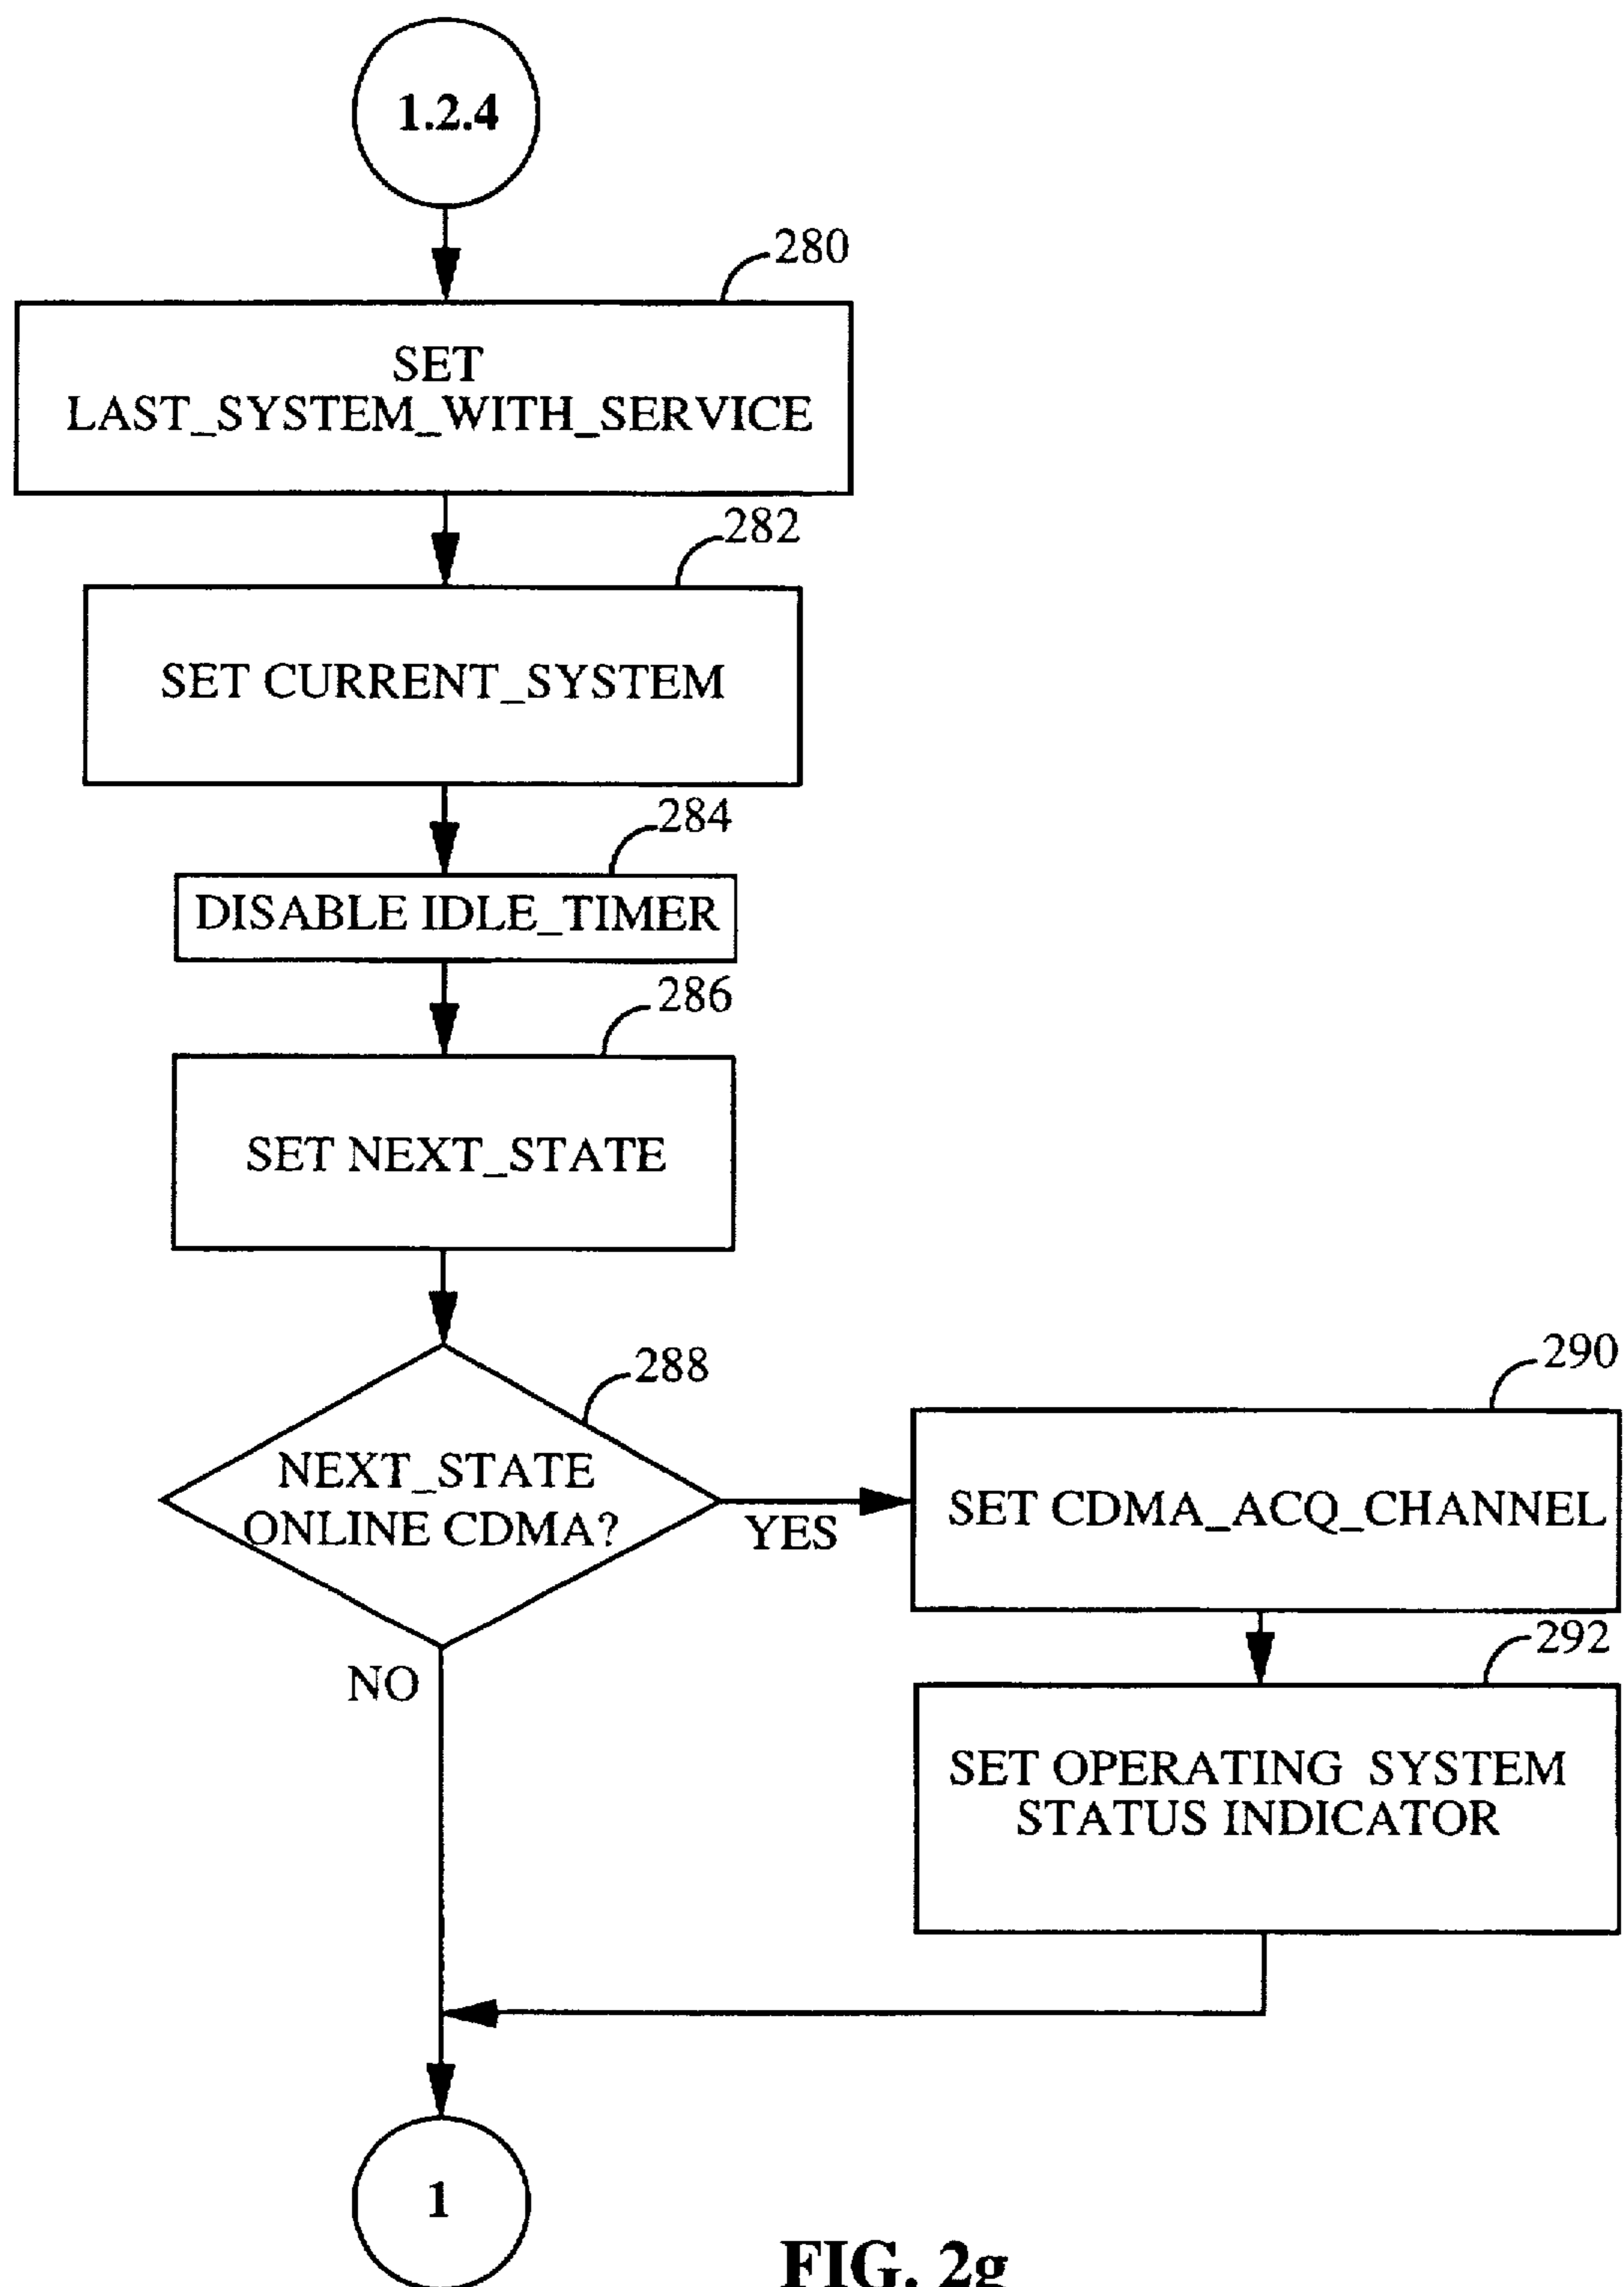 1.2.4
280
SET
LAST_SYSTEM_WITH_SERVICE
282
SET CURRENT_SYSTEM
284
DISABLE IDLE_TIMER
286
SET NEXT_STATE
288
NEXT_STATE
ONLINE CDMA?
YES
NO
290
SET CDMA_ACQ_CHANNEL
292
SET OPERATING SYSTEM
STATUS INDICATOR
1
FIG. 2g